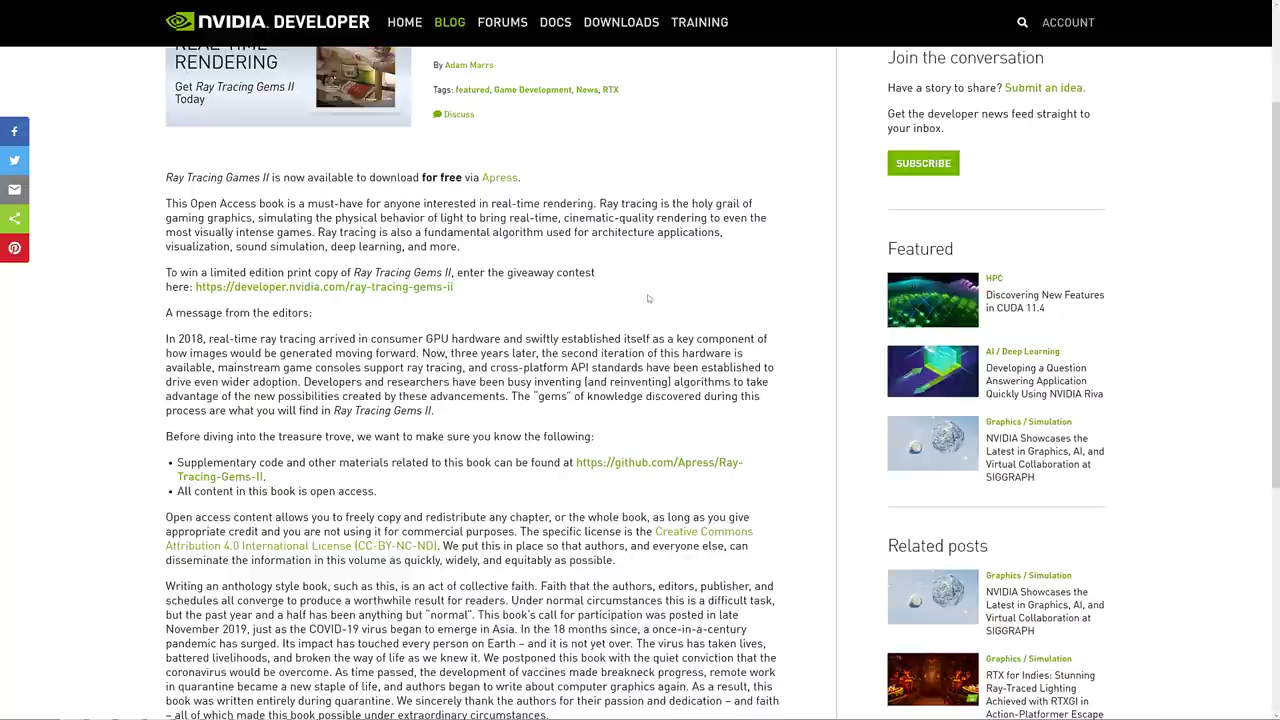 NVIDIA. DEVELOPER HOME BLOG FORUMS DOCS DOWNLOADS TRAINING ACCOUNT
REAL-TIME
RENDERING
Get Ray Tracing Gems II
Today
By Adam Marrs
Tags: featured, Game Development, News, RTX
Discuss
Ray Tracing Games II is now available to download for free via Apress.
This Open Access book is a must-have for anyone interested in real-time rendering. Ray tracing is the holy grail of
gaming graphics, simulating the physical behavior of light to bring real-time, cinematic-quality rendering to even the
most visually intense games. Ray tracing is also a fundamental algorithm used for architecture applications,
visualization, sound simulation, deep learning, and more.
To win a limited edition print copy of Ray Tracing Gems II, enter the giveaway contest
here: https://developer.nvidia.com/ray-tracing-gems-ii
A message from the editors:
In 2018, real-time ray tracing arrived in consumer GPU hardware and swiftly established itself as a key component of
how images would be generated moving forward. Now, three years later, the second iteration of this hardware is
available, mainstream game consoles support ray tracing, and cross-platform API standards have been established to
drive even wider adoption. Developers and researchers have been busy inventing (and reinventing) algorithms to take
advantage of the new possibilities created by these advancements. The "gems" of knowledge discovered during this
process are what you will find in Ray Tracing Gems II.
Before diving into the treasure trove, we want to make sure you know the following:
• Supplementary code and other materials related to this book can be found at https://github.com/Apress/Ray-
Tracing-Gems-II.
• All content in this book is open access.
Open access content allows you to freely copy and redistribute any chapter, or the whole book, as long as you give
appropriate credit and you are not using it for commercial purposes. The specific license is the Creative Commons
Attribution 4.0 International License (CC-BY-NC-ND). We put this in place so that authors, and everyone else, can
disseminate the information in this volume as quickly, widely, and equitably as possible.
Writing an anthology style book, such as this, is an act of collective faith. Faith that the authors, editors, publisher, and
schedules all converge to produce a worthwhile result for readers. Under normal circumstances this is a difficult task,
but the past year and a half has been anything but "normal". This book's call for participation was posted in late
November 2019, just as the COVID-19 virus began to emerge in Asia. In the 18 months since, a once-in-a-century
pandemic has surged. Its impact has touched every person on Earth – and it is not yet over. The virus has taken lives,
battered livelihoods, and broken the way of life as we knew it. We postponed this book with the quiet conviction that the
coronavirus would be overcome. As time passed, the development of vaccines made breakneck progress, remote work
in quarantine became a new staple of life, and authors began to write about computer graphics again. As a result, this
book was written entirely during quarantine. We sincerely thank the authors for their passion and dedication – and faith
– all of which made this book possible under extraordinary circumstances.
Join the conversation
Have a story to share? Submit an idea.
Get the developer news feed straight to
your inbox.
SUBSCRIBE
Featured
HPC
Discovering New Features
in CUDA 11.4
AI / Deep Learning
Developing a Question
Answering Application
Quickly Using NVIDIA Riva
Graphics / Simulation
NVIDIA Showcases the
Latest in Graphics, AI, and
Virtual Collaboration at
SIGGRAPH
Related posts
Graphics / Simulation
NVIDIA Showcases the
Latest in Graphics, AI, and
Virtual Collaboration at
SIGGRAPH
Graphics / Simulation
RTX for Indies: Stunning
Ray-Traced Lighting
Achieved with RTXGI in
Action-Platformer Escape